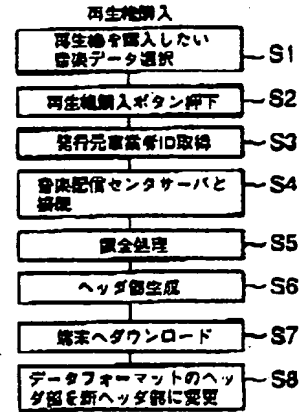 再生権購入
再生権を購入したい
音楽データ選択
S1
再生権購入ボタン押下
S2
発行元事業者ID取得
S3
音楽配信センタサーバと
接続
S4
課金処理
S5
ヘッダ部生成
S6
端末へダウンロード
S7
データフォーマットのヘッ
ダ部を新ヘッダ部に変更
S8